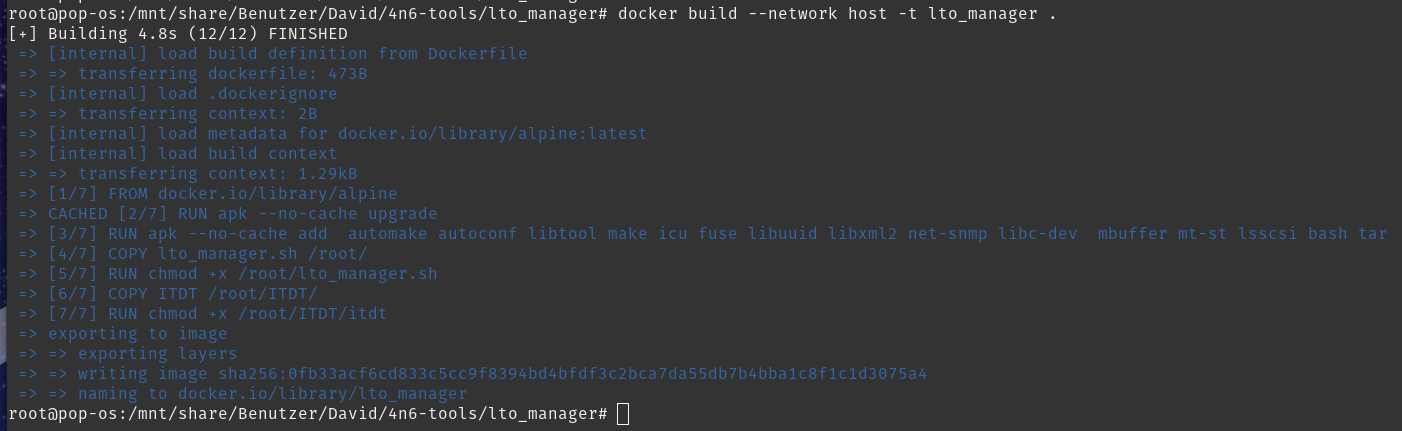 root@pop-os:/mnt/share/Benutzer/David/4n6-tools/lto_manager# docker build --network host -t lto_manager .
[+] Building 4.8s (12/12) FINISHED
=> [internal] load build definition from Dockerfile
=> => transferring dockerfile: 473B
=> [internal] load .dockerignore
=> => transferring context: 2B
=> [internal] load metadata for docker.io/library/alpine:latest
=> [internal] load build context
=> => transferring context: 1.29kB
=> [1/7] FROM docker.io/library/alpine
=> CACHED [2/7] RUN apk --no-cache upgrade
=> [3/7] RUN apk --no-cache add  automake autoconf libtool make icu fuse libuuid libxml2 net-snmp libc-dev  mbuffer mt-st lsscsi bash tar
=> [4/7] COPY lto_manager.sh /root/
=> [5/7] RUN chmod +x /root/lto_manager.sh
=> [6/7] COPY ITDT /root/ITDT/
=> [7/7] RUN chmod +x /root/ITDT/itdt
=> exporting to image
=> => exporting layers
=> => writing image sha256:0fb33acf6cd833c5cc9f8394bd4bfdf3c2bca7da55db7b4bba1c8f1c1d3075a4
=> => naming to docker.io/library/lto_manager
root@pop-os:/mnt/share/Benutzer/David/4n6-tools/lto_manager#